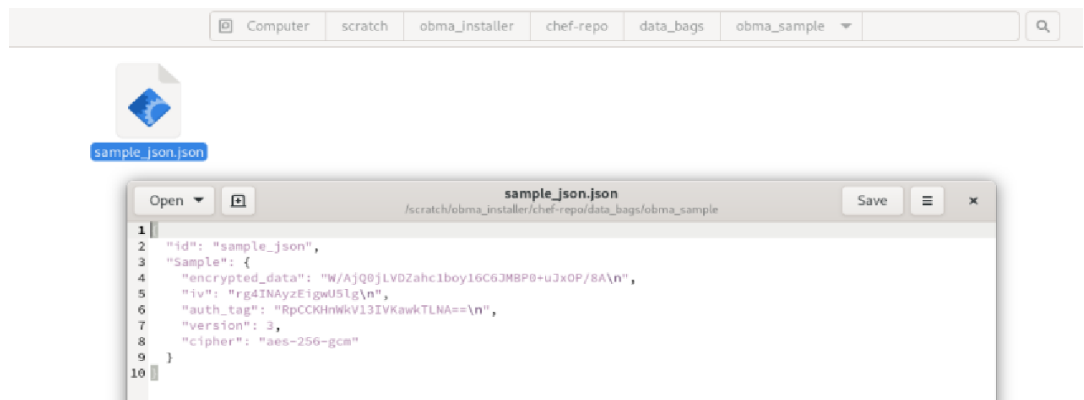 Computer scratch obma_installer chef-repo data_bags obma_sample
sample_json.json
Open sample_json.json Save
/scratch/obma_installer/chef-repo/data_bags/obma_sample
1 {
2 "id": "sample_json",
3 "Sample": {
4 "encrypted_data": "W/AjQ0jLVDZahc1boy16C6JMBP0+uJxOP/8A\n",
5 "iv": "rg4INAyzEigwU5lg\n",
6 "auth_tag": "RpCCKHnWkVl3IVKawkTLNA==\n",
7 "version": 3,
8 "cipher": "aes-256-gcm"
9 }
10 }